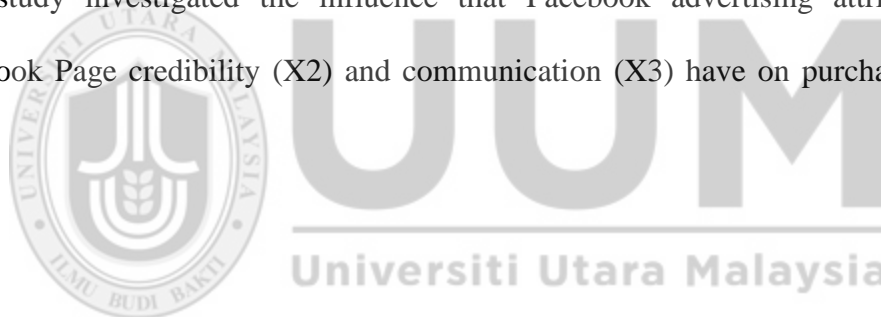 study investigated the influence that Facebook advertising attri
ook Page credibility (X2) and communication (X3) have on purcha
UNIVERSITI UTARA MALAYSIA
UUM
Universiti Utara Malaysia
ILMU BUDI BAKTI